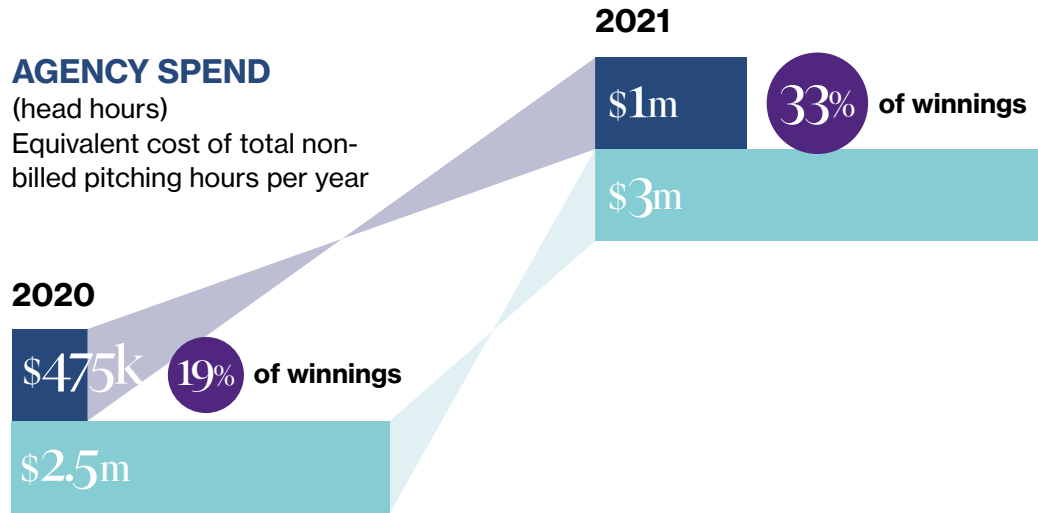 2021
AGENCY SPEND
(head hours)
Equivalent cost of total non-
billed pitching hours per year
$1m
33%
of winnings
$3m
2020
$475k
19%
of winnings
$2.5m